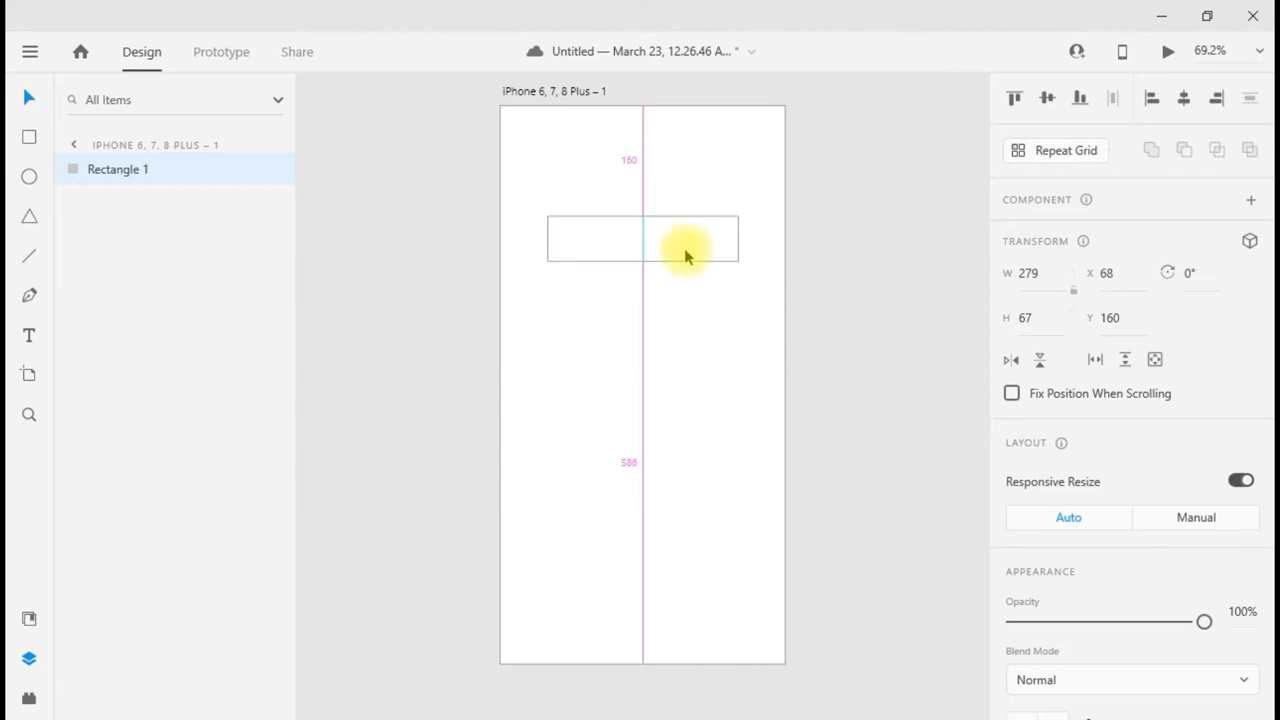 Design
Prototype
Share
Untitled — March 23, 12.26.46 A... *
69.2%
All Items
IPHONE 6, 7, 8 PLUS – 1
Rectangle 1
iPhone 6, 7, 8 Plus – 1
160
586
Repeat Grid
COMPONENT
TRANSFORM
W 279
X 68
0°
H 67
Y 160
Fix Position When Scrolling
LAYOUT
Responsive Resize
Auto
Manual
APPEARANCE
Opacity
100%
Blend Mode
Normal